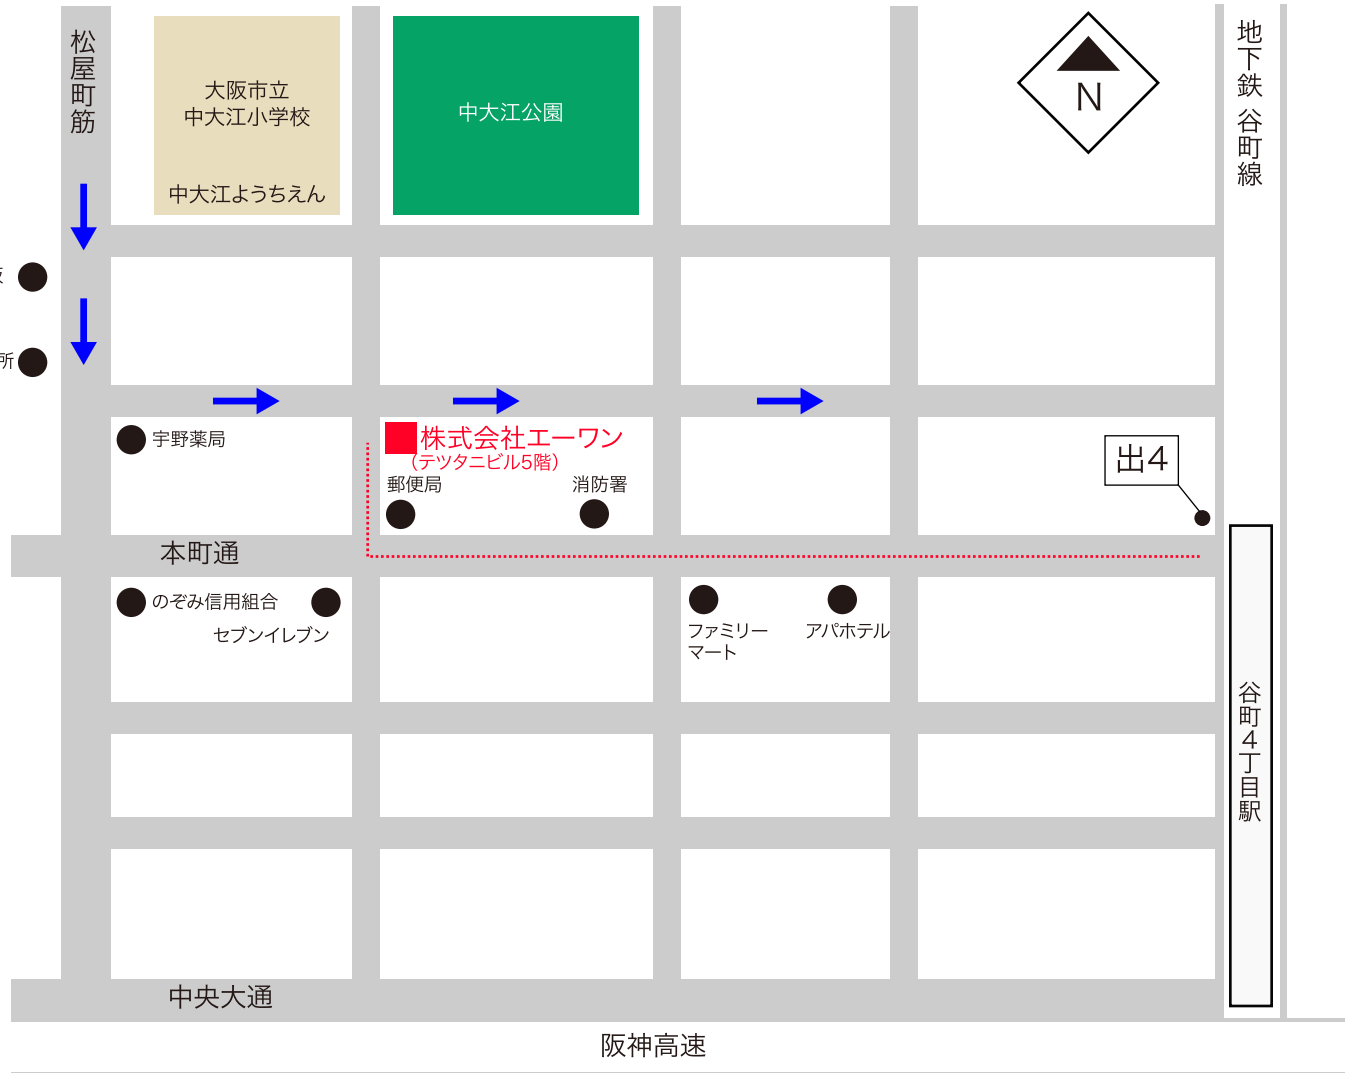 松屋町筋
大阪市立
中大江小学校
中大江ようちえん
中大江公園
N
地下鉄 谷町線
所
宇野薬局
株式会社エーワン
（テツタニビル5階）
郵便局
消防署
出4
本町通
のぞみ信用組合
セブンイレブン
ファミリー
マート
アパホテル
谷町4丁目駅
中央大通
阪神高速